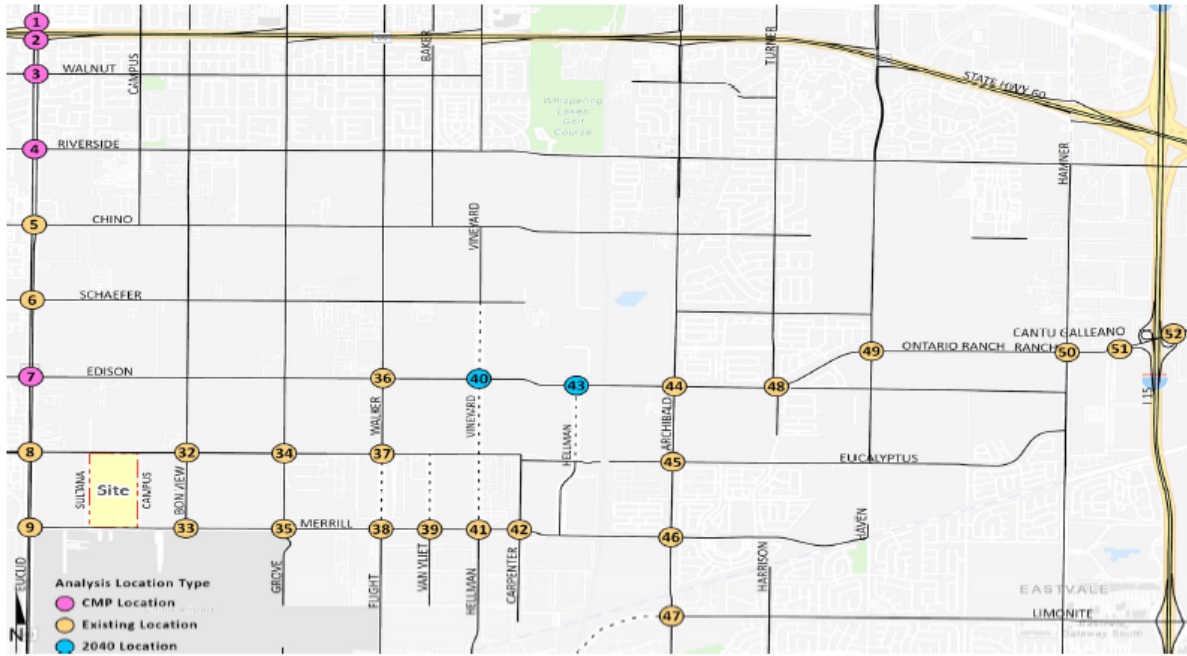 1
2
3
WALNUT
CAMPUS
BAKER
TURNER
STATE HWY 60
Whispering
Lakes
Golf
Course
4
RIVERSIDE
HAMNER
5
CHINO
VINEYARD
6
SCHAEFER
CANTU GALLEANO
52
49
ONTARIO RANCH
RANCH
50
51
7
EDISON
36
40
43
44
48
WALKER
VINEYARD
HELLMAN
ARCHIBALD
I 15
8
32
34
37
45
EUCALYPTUS
SULTANA
Site
CAMPUS
BON VIEW
HAVEN
9
33
35
MERRILL
38
39
41
42
46
EUCLID
GROVE
FLIGHT
VAN VLIET
HELLMAN
CARPENTER
HARRISON
Analysis Location Type
CMP Location
Existing Location
2040 Location
N
47
EASTVALE
LIMONITE
Eastvale
Gateway South